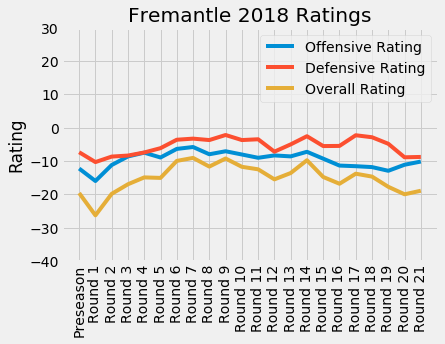 Fremantle 2018 Ratings
30
20
10
0
−10
−20
−30
−40
Rating
Offensive Rating
Defensive Rating
Overall Rating
Preseason
Round 1
Round 2
Round 3
Round 4
Round 5
Round 6
Round 7
Round 8
Round 9
Round 10
Round 11
Round 12
Round 13
Round 14
Round 15
Round 16
Round 17
Round 18
Round 19
Round 20
Round 21